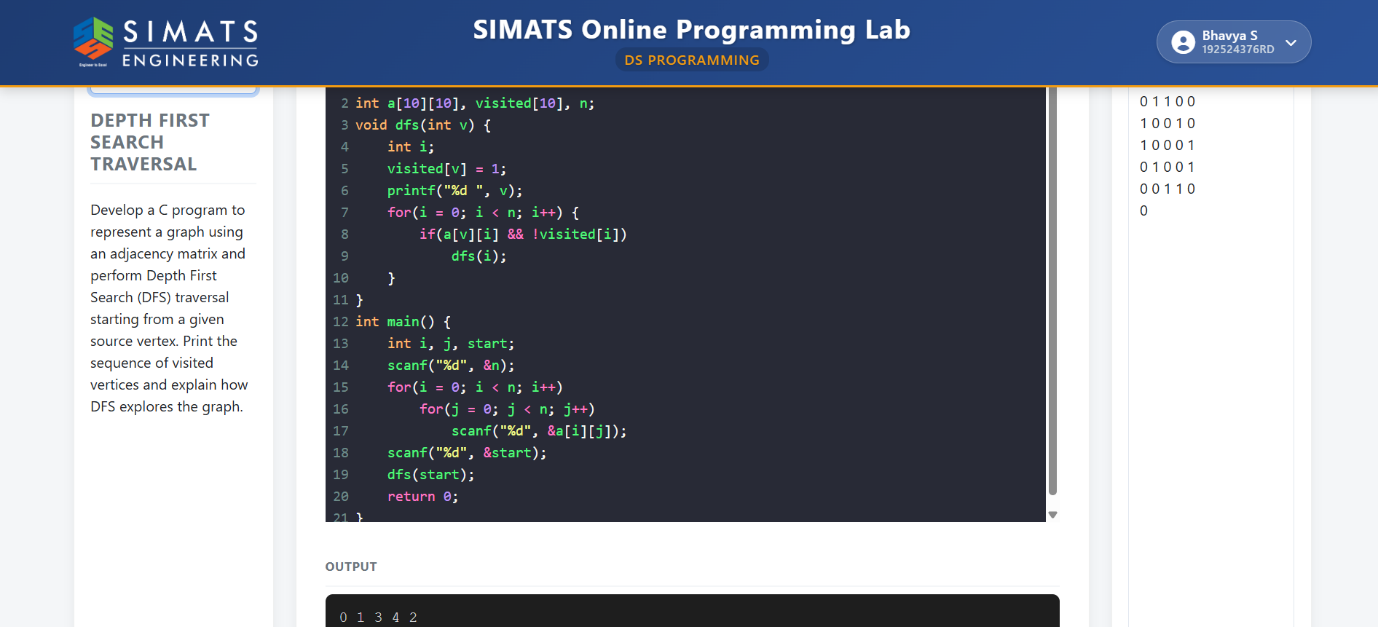 SIMATS
ENGINEERING
Engineer to Excel
SIMATS Online Programming Lab
DS PROGRAMMING
Bhavya S
192524376RD
DEPTH FIRST
SEARCH
TRAVERSAL
Develop a C program to
represent a graph using
an adjacency matrix and
perform Depth First
Search (DFS) traversal
starting from a given
source vertex. Print the
sequence of visited
vertices and explain how
DFS explores the graph.
2 int a[10][10], visited[10], n;
3 void dfs(int v) {
4     int i;
5     visited[v] = 1;
6     printf("%d ", v);
7     for(i = 0; i < n; i++) {
8         if(a[v][i] && !visited[i])
9             dfs(i);
10     }
11 }
12 int main() {
13     int i, j, start;
14     scanf("%d", &n);
15     for(i = 0; i < n; i++)
16         for(j = 0; j < n; j++)
17             scanf("%d", &a[i][j]);
18     scanf("%d", &start);
19     dfs(start);
20     return 0;
21 }
OUTPUT
0 1 3 4 2
0 1 1 0 0
1 0 0 1 0
1 0 0 0 1
0 1 0 0 1
0 0 1 1 0
0